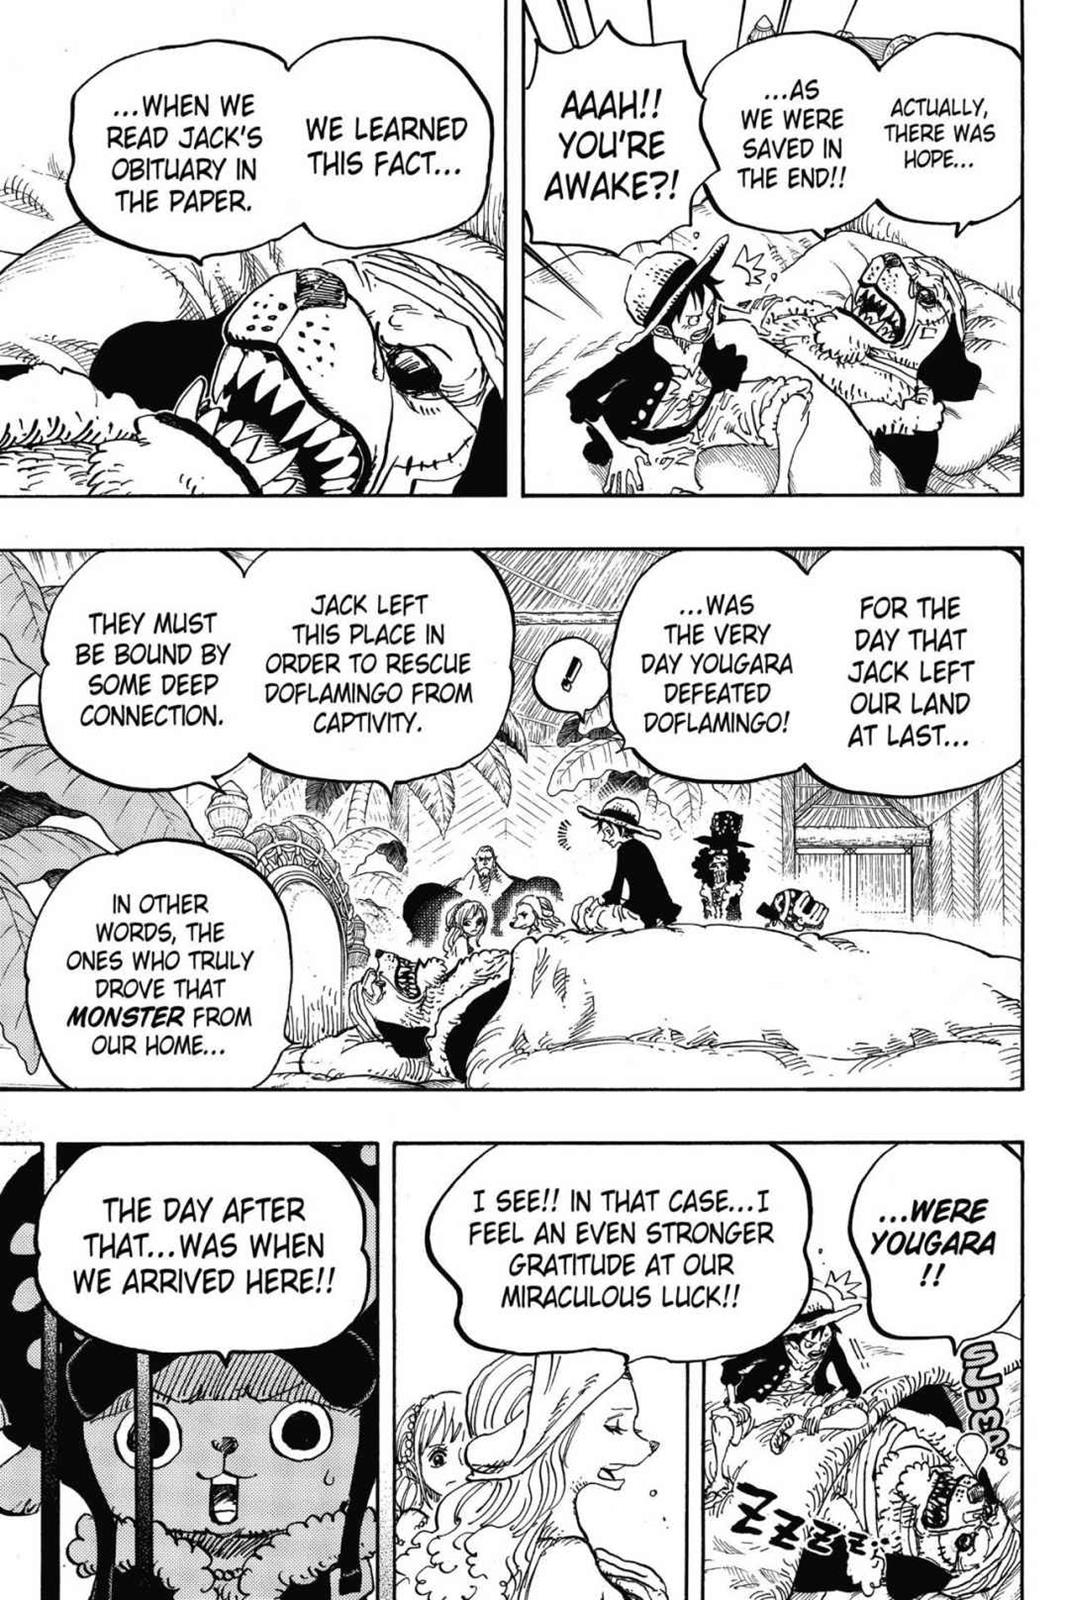 ACTUALLY,
THERE WAS
HOPE...
...AS
WE WERE
SAVED IN
THE END!!
AAAH!!
YOU'RE
AWAKE?!
WE LEARNED
THIS FACT...
...WHEN WE
READ JACK'S
OBITUARY IN
THE PAPER.
FOR THE
DAY THAT
JACK LEFT
OUR LAND
AT LAST...
...WAS
THE VERY
DAY YOUGARA
DEFEATED
DOFLAMINGO!
!
JACK LEFT
THIS PLACE IN
ORDER TO RESCUE
DOFLAMINGO FROM
CAPTIVITY.
THEY MUST
BE BOUND BY
SOME DEEP
CONNECTION.
IN OTHER
WORDS, THE
ONES WHO TRULY
DROVE THAT
MONSTER FROM
OUR HOME...
...WERE
YOUGARA
!!
SLUMP
ZZZZZ...
I SEE!! IN THAT CASE...I
FEEL AN EVEN STRONGER
GRATITUDE AT OUR
MIRACULOUS LUCK!!
THE DAY AFTER
THAT...WAS WHEN
WE ARRIVED HERE!!